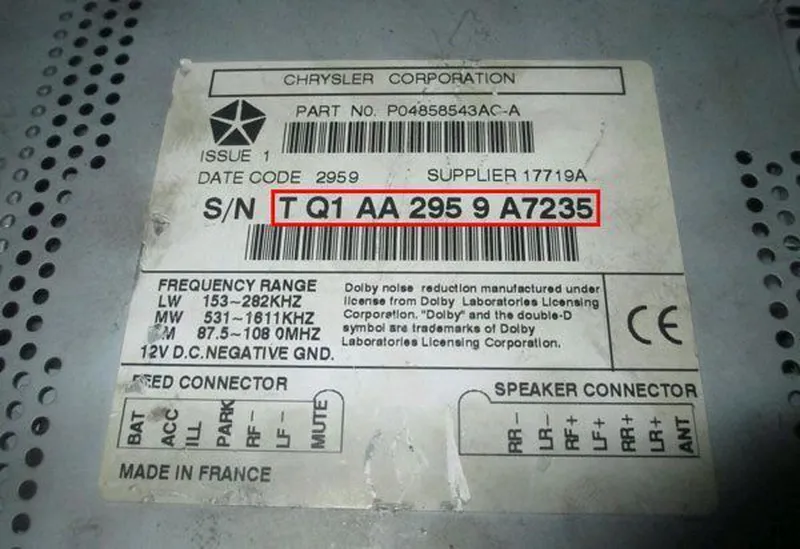 CHRYSLER CORPORATION
PART NO. P04858543AC-A
ISSUE 1
DATE CODE 2959 SUPPLIER 17719A
S/N T Q1 AA 295 9 A7235
FREQUENCY RANGE
LW 153~282KHZ
MW 531~1611KHZ
FM 87.5~108.0MHZ
12V D.C.NEGATIVE GND.
Dolby noise reduction manufactured under
license from Dolby Laboratories Licensing
Corporation. "Dolby" and the double-D
symbol are trademarks of Dolby
Laboratories Licensing Corporation.
CE
FEED CONNECTOR
BAT
ACC
ILL
PARK
RF-
LF-
MUTE
SPEAKER CONNECTOR
RR-
LR-
RF+
LF+
RR+
LR+
ANT
MADE IN FRANCE